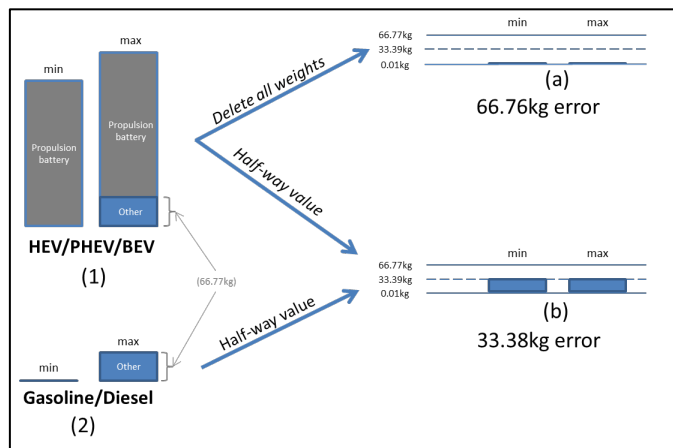 min
max
Propulsion
battery
Propulsion
battery
Other
HEV/PHEV/BEV
(1)
(66.77kg)
min
max
Other
Gasoline/Diesel
(2)
Delete all weights
Half-way value
Half-way value
min
max
66.77kg
33.39kg
0.01kg
(a)
66.76kg error
min
max
66.77kg
33.39kg
0.01kg
(b)
33.38kg error